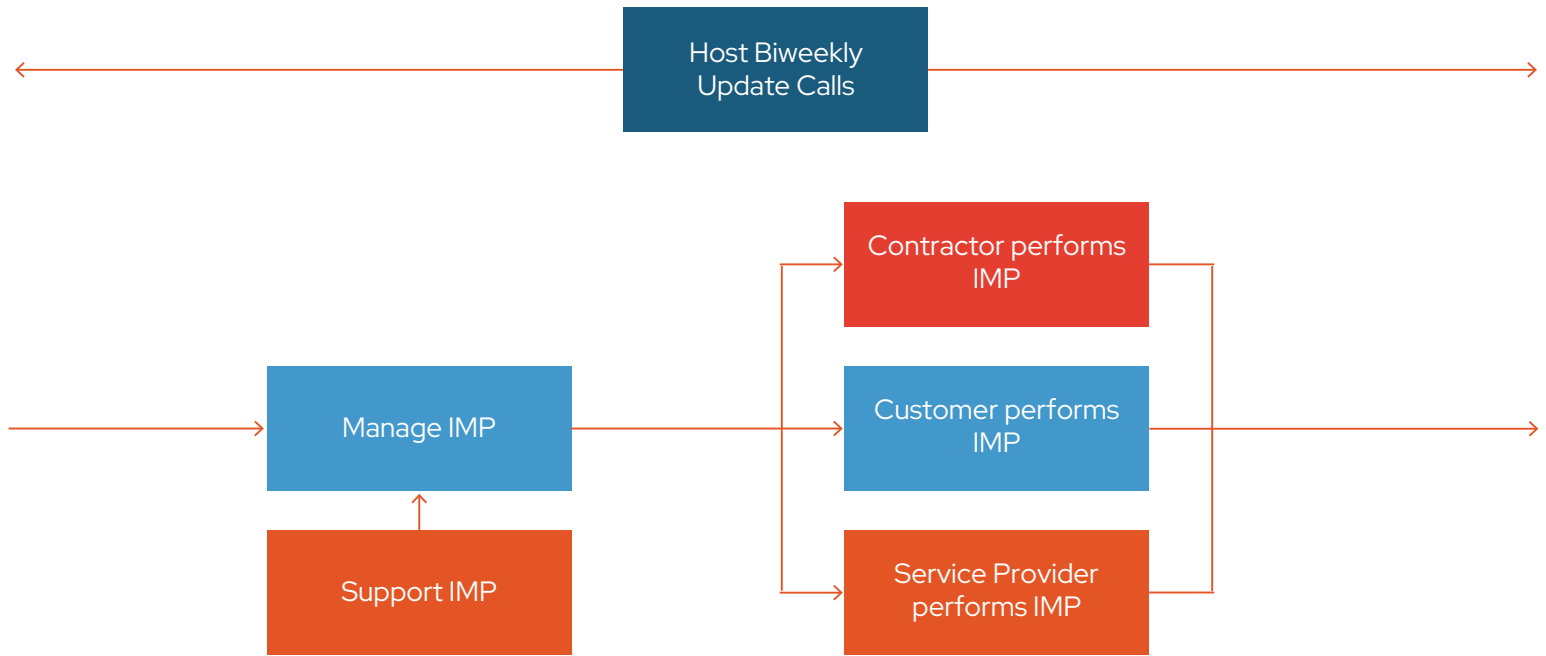 Host Biweekly
Update Calls
Contractor performs
IMP
Manage IMP
Customer performs
IMP
Support IMP
Service Provider
performs IMP